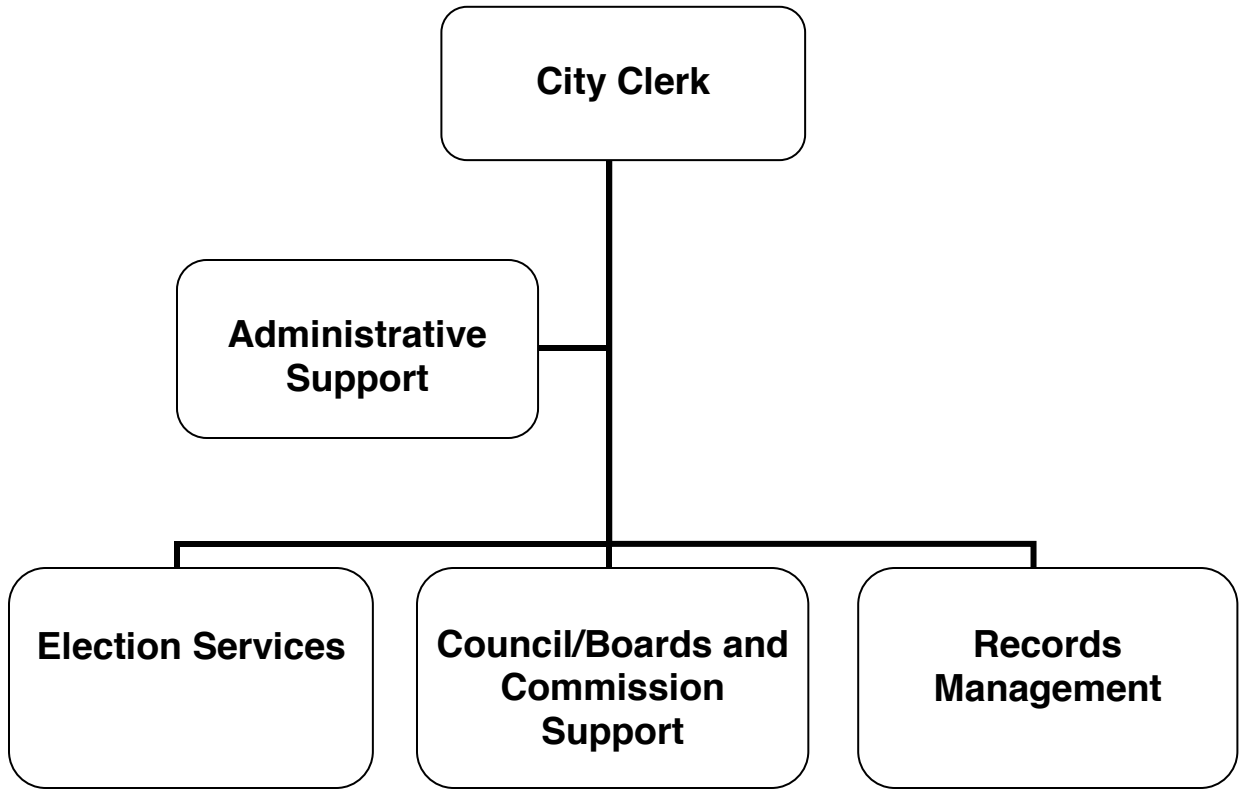 City Clerk
Administrative
Support
Election Services
Council/Boards and
Commission
Support
Records
Management